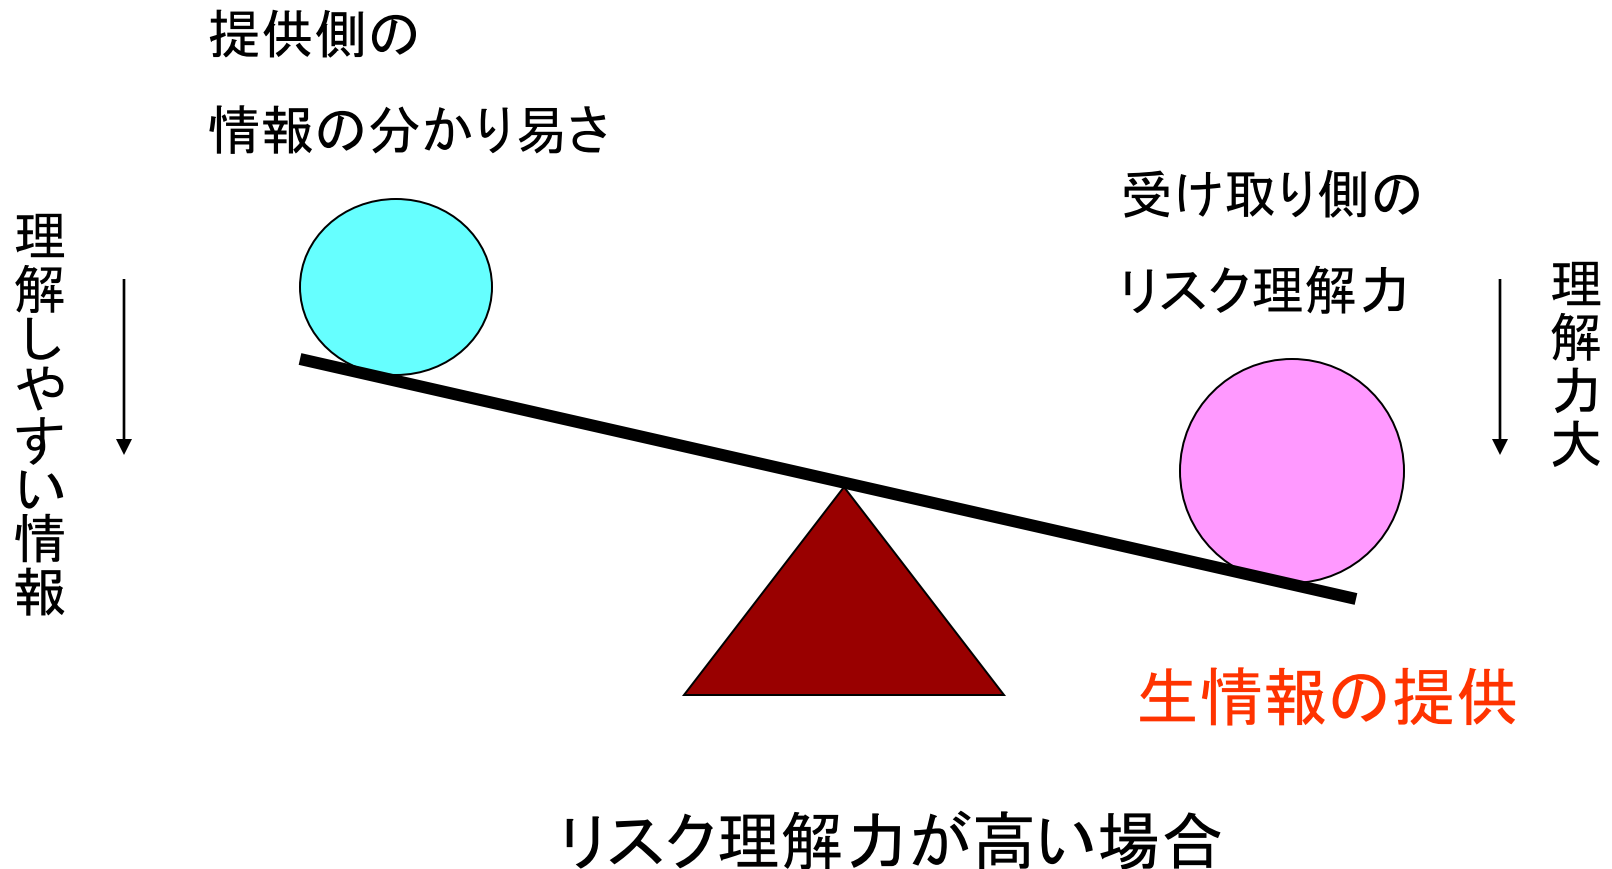 提供側の
情報の分かり易さ
受け取り側の
リスク理解力
理解しやすい情報
理解力大
生情報の提供
リスク理解力が高い場合